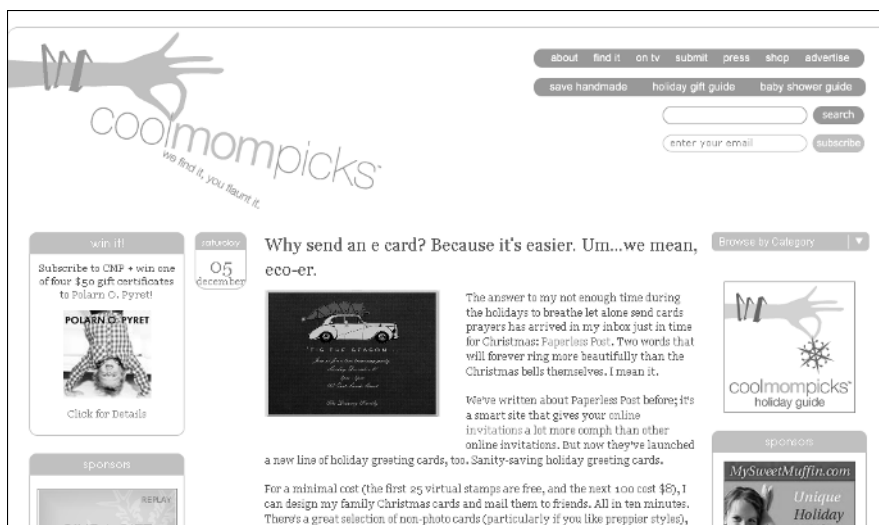 about find it on tv submit press shop advertise
save handmade holiday gift guide baby shower guide
search
enter your email subscribe
coolmompicks™
we find it, you flaunt it.
win it!
Subscribe to CMP + win one
of four $50 gift certificates
to Polarn O. Pyret!
POLARN O. PYRET
Click for Details
sponsors
REPLAY
saturday
05
december
Why send an e card? Because it's easier. Um...we mean,
eco-er.
'TIS THE SEASON
The answer to my not enough time during
the holidays to breathe let alone send cards
prayers has arrived in my inbox just in time
for Christmas: Paperless Post. Two words that
will forever ring more beautifully than the
Christmas bells themselves. I mean it.
We've written about Paperless Post before; it's
a smart site that gives your online
invitations a lot more oomph than other
online invitations. But now they've launched
a new line of holiday greeting cards, too. Sanity-saving holiday greeting cards.
For a minimal cost (the first 25 virtual stamps are free, and the next 100 cost $8), I
can design my family Christmas cards and mail them to friends. All in ten minutes.
There's a great selection of non-photo cards (particularly if you like preppier styles),
Browse by Category
coolmompicks™
holiday guide
sponsors
MySweetMuffin.com
Unique
Holiday